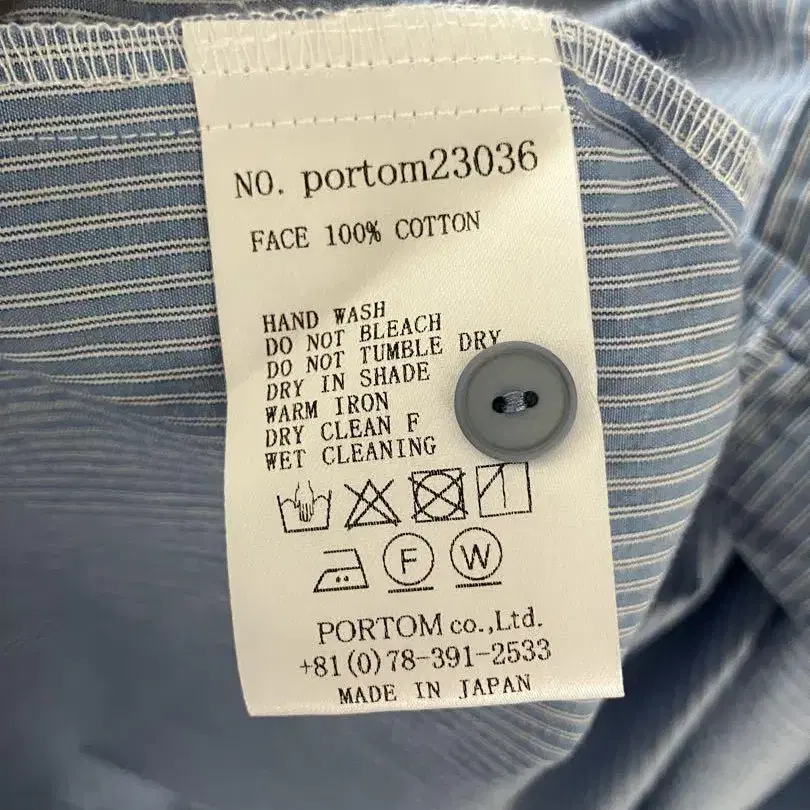 NO. portom23036
FACE 100% COTTON
HAND WASH
DO NOT BLEACH
DO NOT TUMBLE DRY
DRY IN SHADE
WARM IRON
DRY CLEAN F
WET CLEANING
F W
PORTOM co.,Ltd.
+81(0)78-391-2533
MADE IN JAPAN